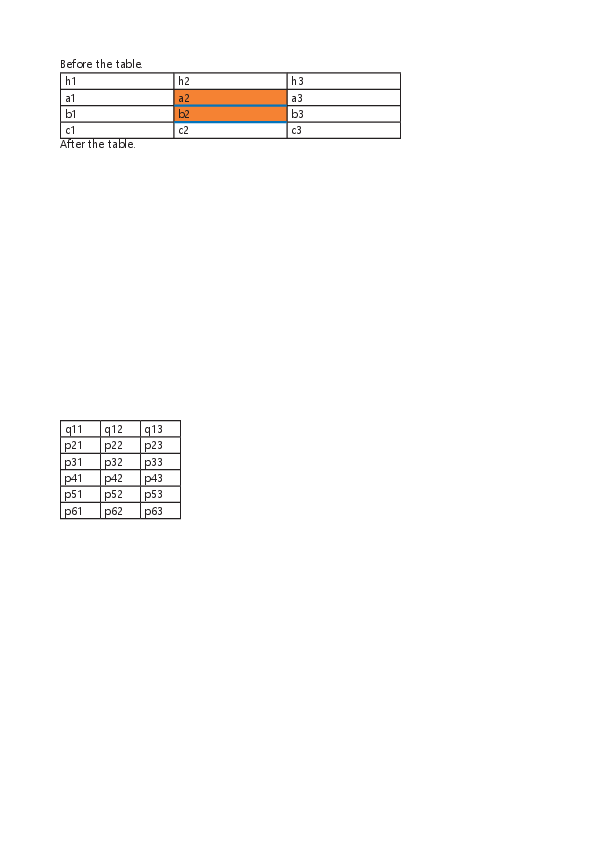 Before the table.
h1 h2 h3
a1 a2 a3
b1 b2 b3
c1 c2 c3
After the table.
q11 q12 q13
p21 p22 p23
p31 p32 p33
p41 p42 p43
p51 p52 p53
p61 p62 p63